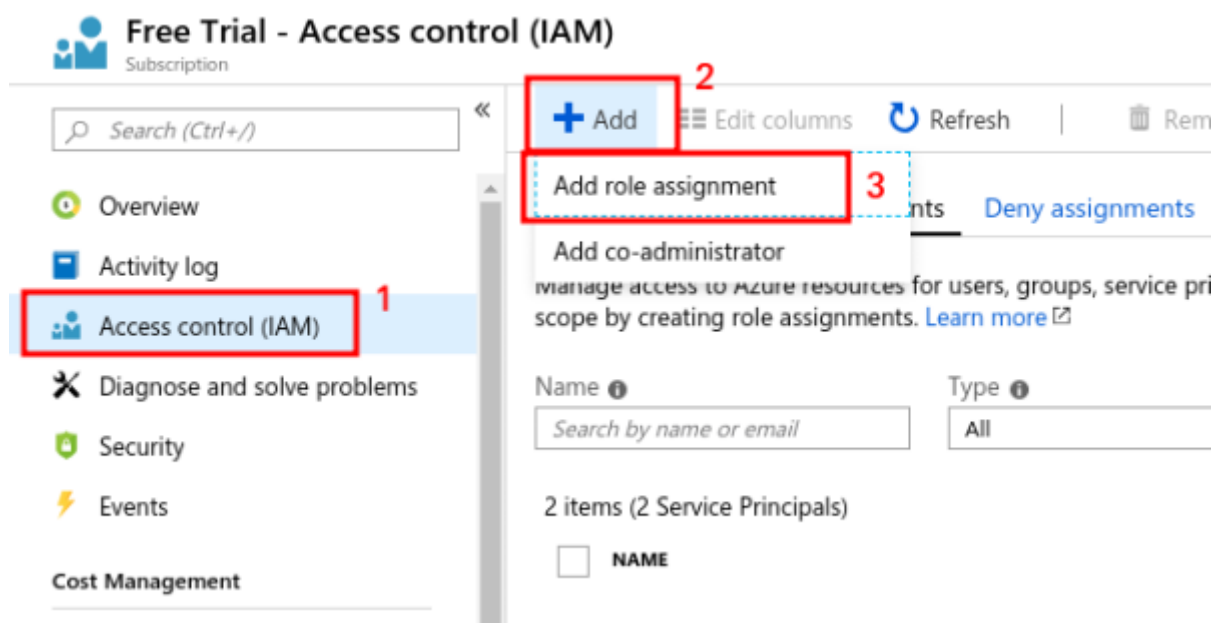 Free Trial - Access control (IAM)
Subscription
2
Search (Ctrl+/)
«
Add
Edit columns
Refresh
Rem
Overview
Add role assignment
3
nts
Deny assignments
Activity log
Add co-administrator
1
Access control (IAM)
Manage access to Azure resources for users, groups, service pri
scope by creating role assignments. Learn more
Diagnose and solve problems
Name
Type
Search by name or email
All
Security
Events
2 items (2 Service Principals)
NAME
Cost Management